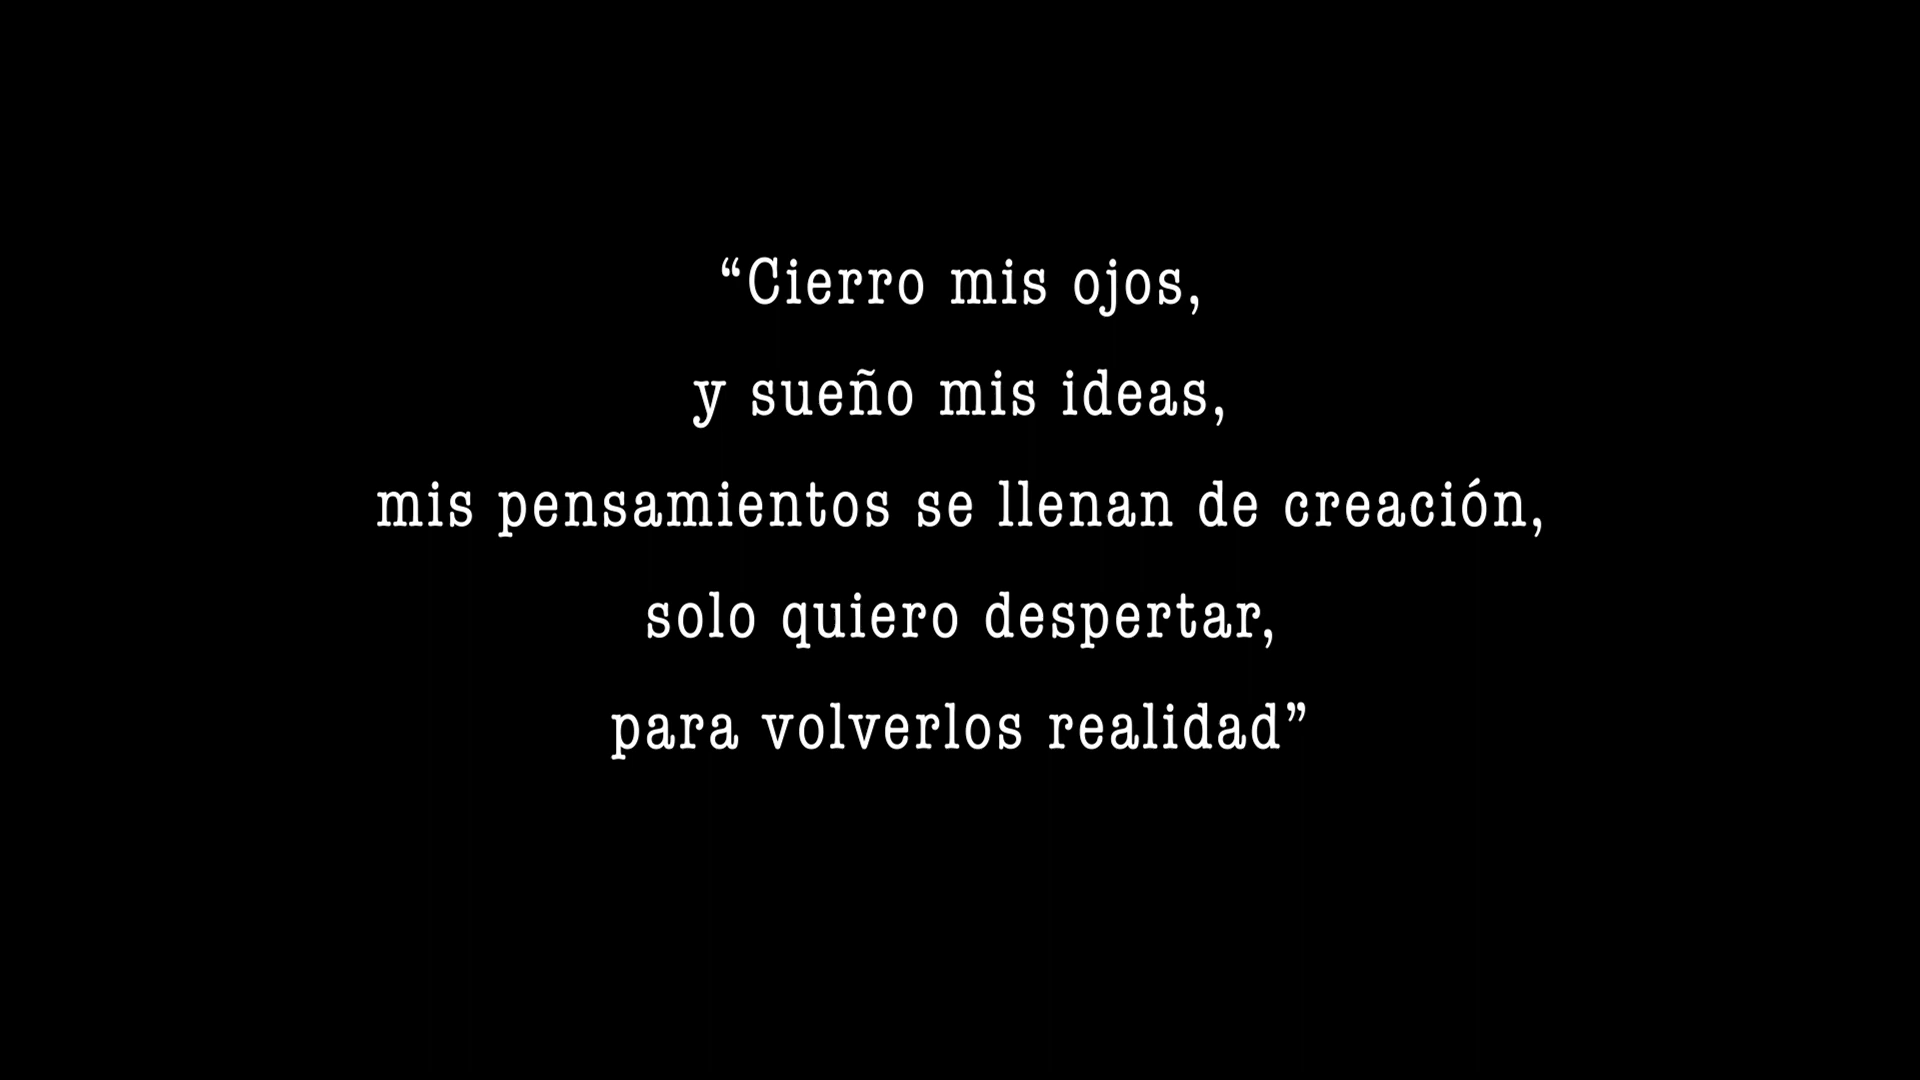 “Cierro mis ojos,
y sueño mis ideas,
mis pensamientos se llenan de creación,
solo quiero despertar,
para volverlos realidad”